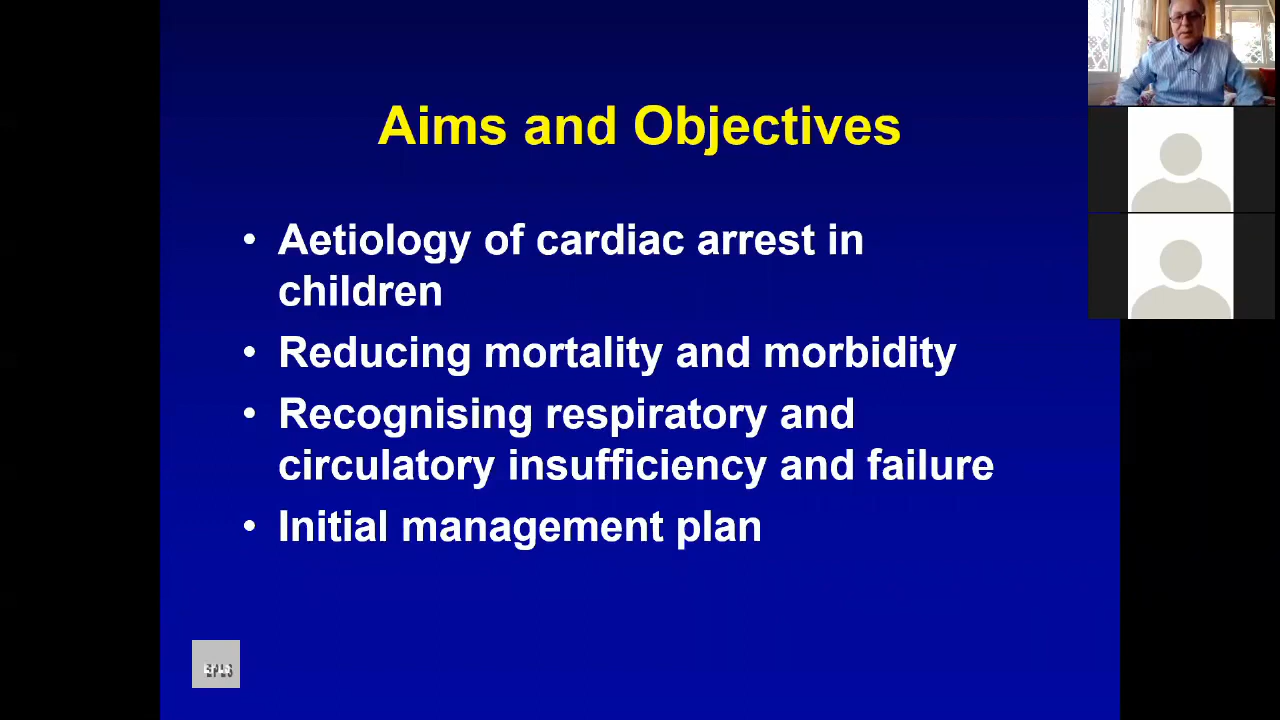 Aims and Objectives
• Aetiology of cardiac arrest in
children
• Reducing mortality and morbidity
• Recognising respiratory and
circulatory insufficiency and failure
• Initial management plan